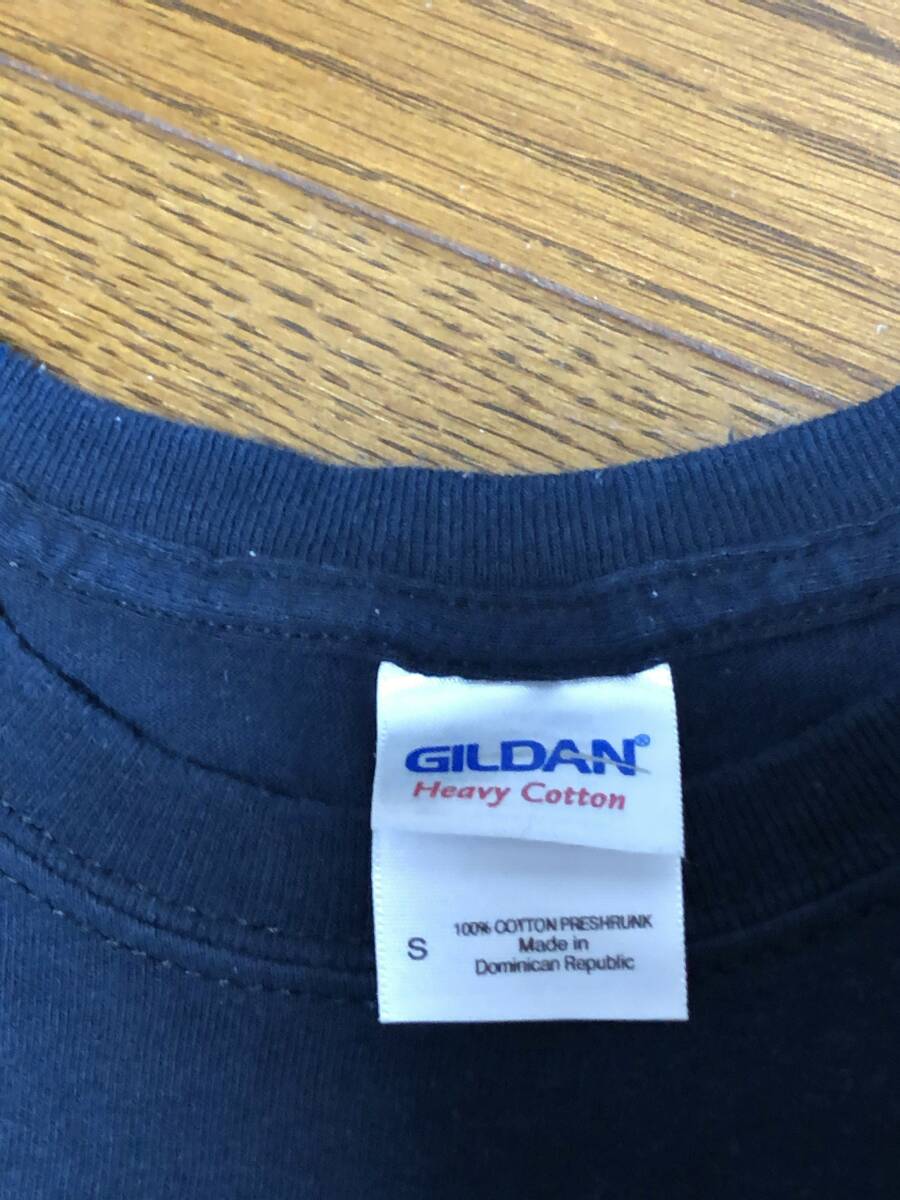 GILDAN®
Heavy Cotton
S
100% COTTON PRESHRUNK
Made in
Dominican Republic